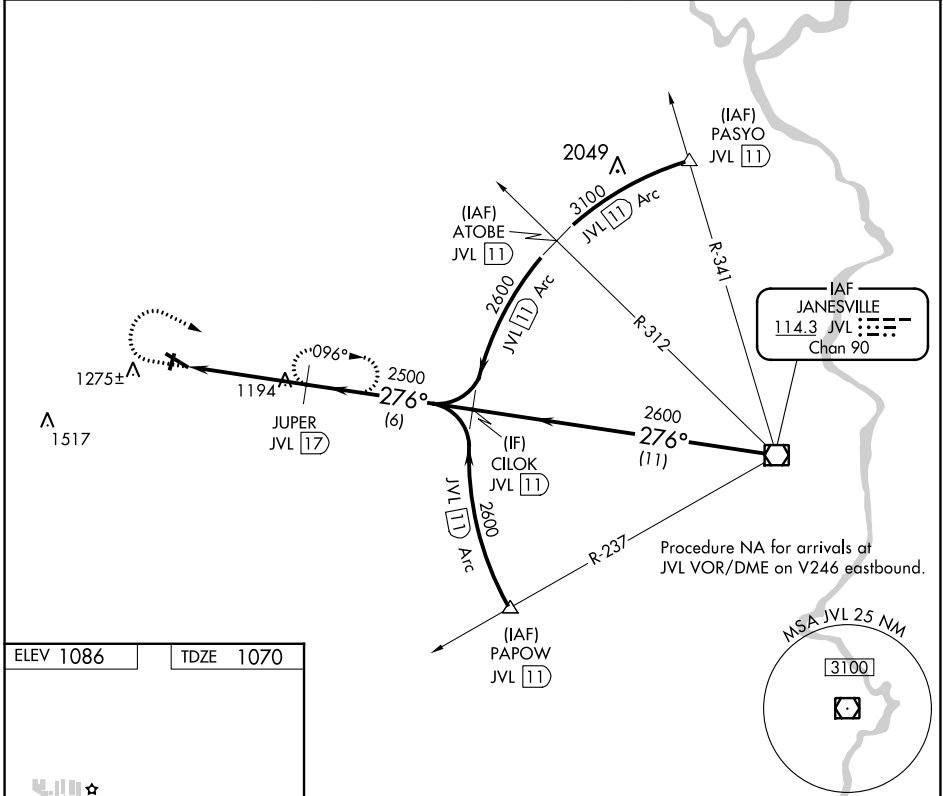 (IAF)
PASYO
JVL 11
2049
3100
JVL 11 Arc
(IAF)
ATOBE
JVL 11
2600
JVL 11 Arc
R-341
R-312
IAF
JANESVILLE
114.3 JVL
Chan 90
096°
1275±
1194
2500
276°
(6)
1517
JUPER
JVL 17
(IF)
CILOK
JVL 11
2600
276°
(11)
JVL 11 Arc
2600
R-237
Procedure NA for arrivals at
JVL VOR/DME on V246 eastbound.
(IAF)
PAPOW
JVL 11
MSA JVL 25 NM
3100
ELEV 1086
TDZE 1070